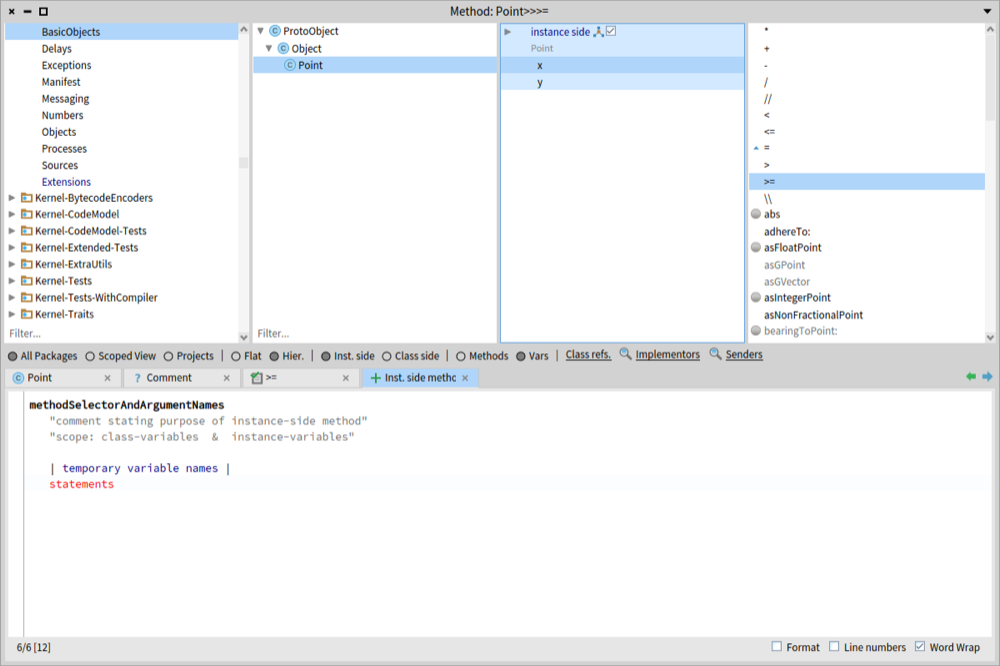 Method: Point>>>=
BasicObjects
Delays
Exceptions
Manifest
Messaging
Numbers
Objects
Processes
Sources
Extensions
Kernel-BytecodeEncoders
Kernel-CodeModel
Kernel-CodeModel-Tests
Kernel-Extended-Tests
Kernel-ExtraUtils
Kernel-Tests
Kernel-Tests-WithCompiler
Kernel-Traits
Filter...
ProtoObject
Object
Point
Filter...
instance side
Point
x
y
*
+
-
/
//
<
<=
=
>
>=
\\
abs
adhereTo:
asFloatPoint
asGPoint
asGVector
asIntegerPoint
asNonFractionalPoint
bearingToPoint:
All Packages Scoped View Projects | Flat Hier. | Inst. side Class side | Methods Vars Class refs. Implementors Senders
Point ? Comment >= Inst. side methc
methodSelectorAndArgumentNames
"comment stating purpose of instance-side method"
"scope: class-variables & instance-variables"
| temporary variable names |
statements
6/6 [12] Format Line numbers Word Wrap